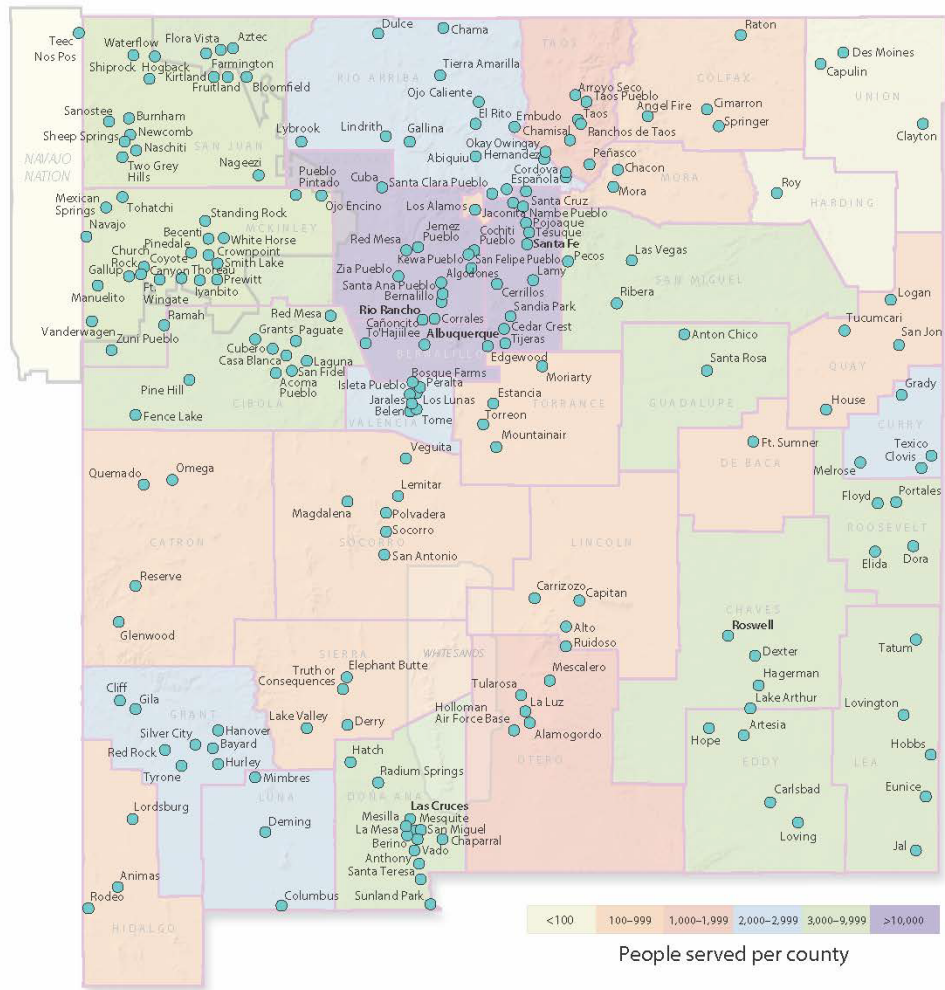 Dulce
Chama
Raton
Teec
Nos Pos
Waterflow
Flora Vista
Aztec
Shiprock
Hogback
Farmington
Kirtland
Fruitland
Bloomfield
TAOS
COLFAX
Des Moines
Capulin
UNION
RIO ARRIBA
Tierra Amarilla
Ojo Caliente
Arroyo Seco
Taos Pueblo
Angel Fire
Cimarron
Sanostee
Burnham
Newcomb
Sheep Springs
Naschiti
Two Grey
Hills
SAN JUAN
Nageezi
Lybrook
Lindrith
Gallina
El Rito
Embudo
Taos
Chamisal
Ranchos de Taos
Springer
Clayton
NAVAJO
NATION
Okay Owingay
Hernandez
Abiquiu
Peñasco
Chacon
Cordova
Española
Mora
MORA
Roy
HARDING
Pueblo
Pintado
Cuba
Santa Clara Pueblo
Ojo Encino
Los Alamos
Santa Cruz
Jaconita
Nambe Pueblo
Pojoaque
Tesuque
Santa Fe
Mexican
Springs
Tohatchi
Navajo
Standing Rock
MCKINLEY
Becenti
White Horse
Pinedale
Crownpoint
Church
Rock
Coyote
Canyon
Smith Lake
Gallup
Thoreau
Prewitt
Ft.
Wingate
Iyanbito
Manuelito
Red Mesa
Jemez
Pueblo
Cochiti
Pueblo
Kewa Pueblo
San Felipe Pueblo
Zia Pueblo
Algodones
Pecos
Las Vegas
SAN MIGUEL
Lamy
Cerrillos
Ribera
Santa Ana Pueblo
Bernalillo
Rio Rancho
Corrales
Sandia Park
Cañoncito
To'Hajiilee
Albuquerque
Cedar Crest
Tijeras
BERNALILLO
Edgewood
Logan
Tucumcari
San Jon
Vanderwagen
Ramah
Zuni Pueblo
Red Mesa
Grants
Paguate
Cubero
Casa Blanca
Laguna
San Fidel
Acoma
Pueblo
Pine Hill
Fence Lake
CIBOLA
Anton Chico
Santa Rosa
GUADALUPE
QUAY
House
Grady
CURRY
Bosque Farms
Isleta Pueblo
Peralta
Jarales
Los Lunas
Belen
Tome
VALENCIA
Moriarty
Estancia
TORRANCE
Torreon
Mountainair
Veguita
Ft. Sumner
DE BACA
Texico
Clovis
Melrose
Quemado
Omega
Lemitar
Magdalena
Polvadera
Socorro
SOCORRO
San Antonio
CATRON
Floyd
Portales
ROOSEVELT
Elida
Dora
LINCOLN
Reserve
Glenwood
Carrizozo
Capitan
Alto
Ruidoso
CHAVES
Roswell
Dexter
Hagerman
Lake Arthur
Tatum
SIERRA
WHITE SANDS
Elephant Butte
Truth or
Consequences
Mescalero
Tularosa
La Luz
Holloman
Air Force Base
Alamogordo
OTERO
Lake Valley
Derry
Cliff
Gila
GRANT
Hanover
Silver City
Bayard
Red Rock
Hurley
Tyrone
Hope
Artesia
EDDY
Lovington
Hobbs
LEA
Hatch
Radium Springs
DOÑA ANA
Mimbres
LUNA
Lordsburg
Deming
Carlsbad
Loving
Eunice
Jal
Las Cruces
Mesilla
Mesquite
La Mesa
San Miguel
Berino
Chaparral
Vado
Anthony
Santa Teresa
Sunland Park
Animas
Rodeo
HIDALGO
Columbus
<100
100–999
1,000–1,999
2,000–2,999
3,000–9,999
>10,000
People served per county